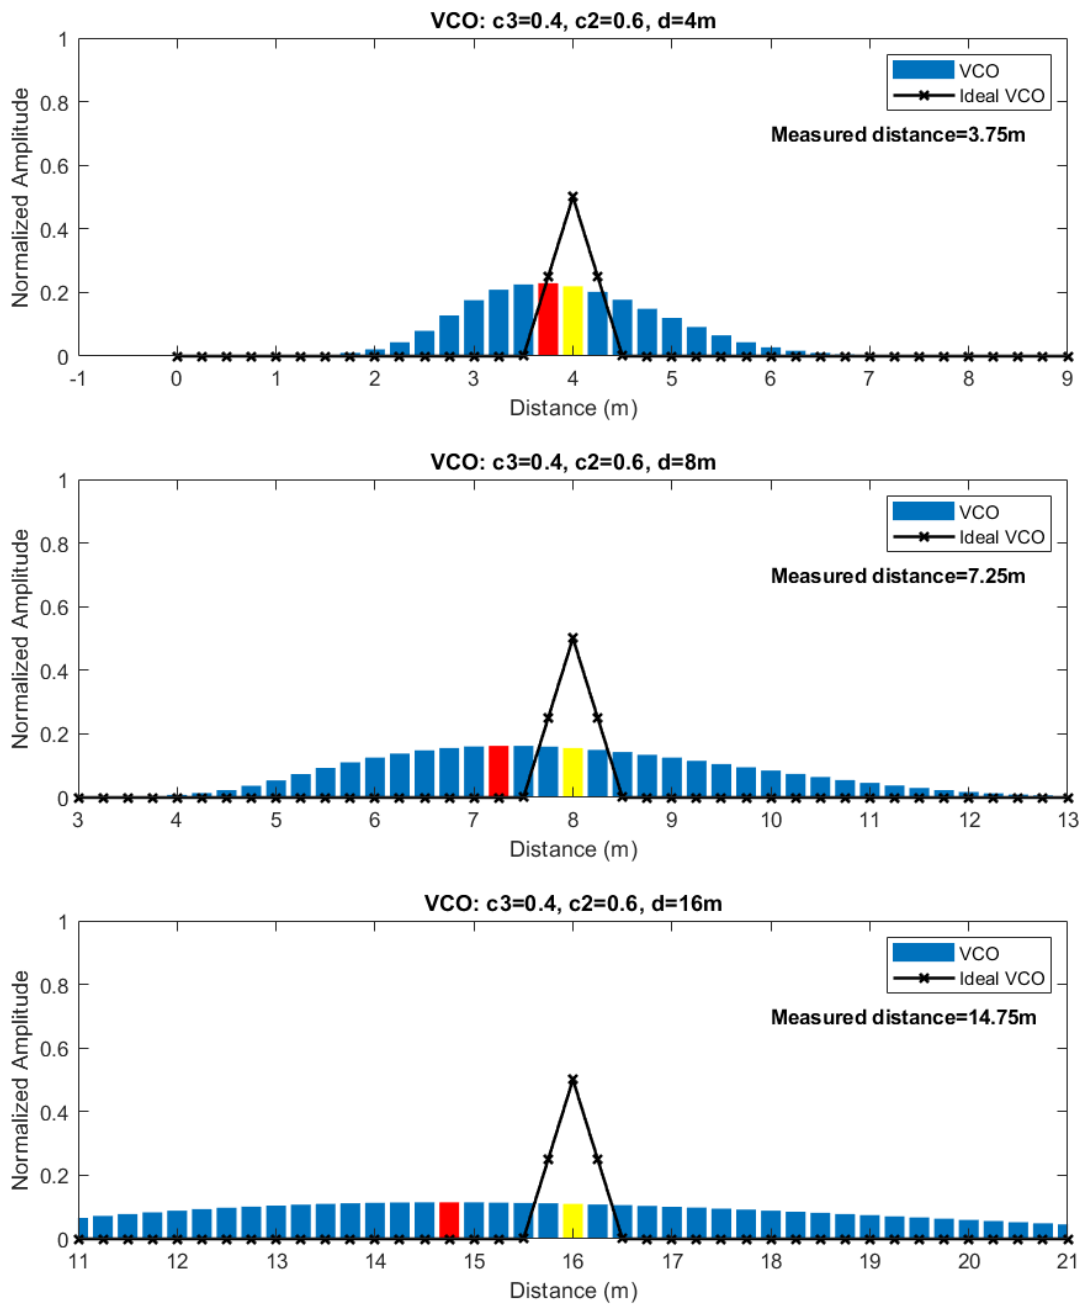 VCO: c3=0.4, c2=0.6, d=4m
1
VCO
Ideal VCO
0.8
Measured distance=3.75m
0.6
Normalized Amplitude
0.4
0.2
0
-1 0 1 2 3 4 5 6 7 8 9
Distance (m)
VCO: c3=0.4, c2=0.6, d=8m
1
VCO
Ideal VCO
0.8
Measured distance=7.25m
0.6
Normalized Amplitude
0.4
0.2
0
3 4 5 6 7 8 9 10 11 12 13
Distance (m)
VCO: c3=0.4, c2=0.6, d=16m
1
VCO
Ideal VCO
0.8
Measured distance=14.75m
0.6
Normalized Amplitude
0.4
0.2
0
11 12 13 14 15 16 17 18 19 20 21
Distance (m)